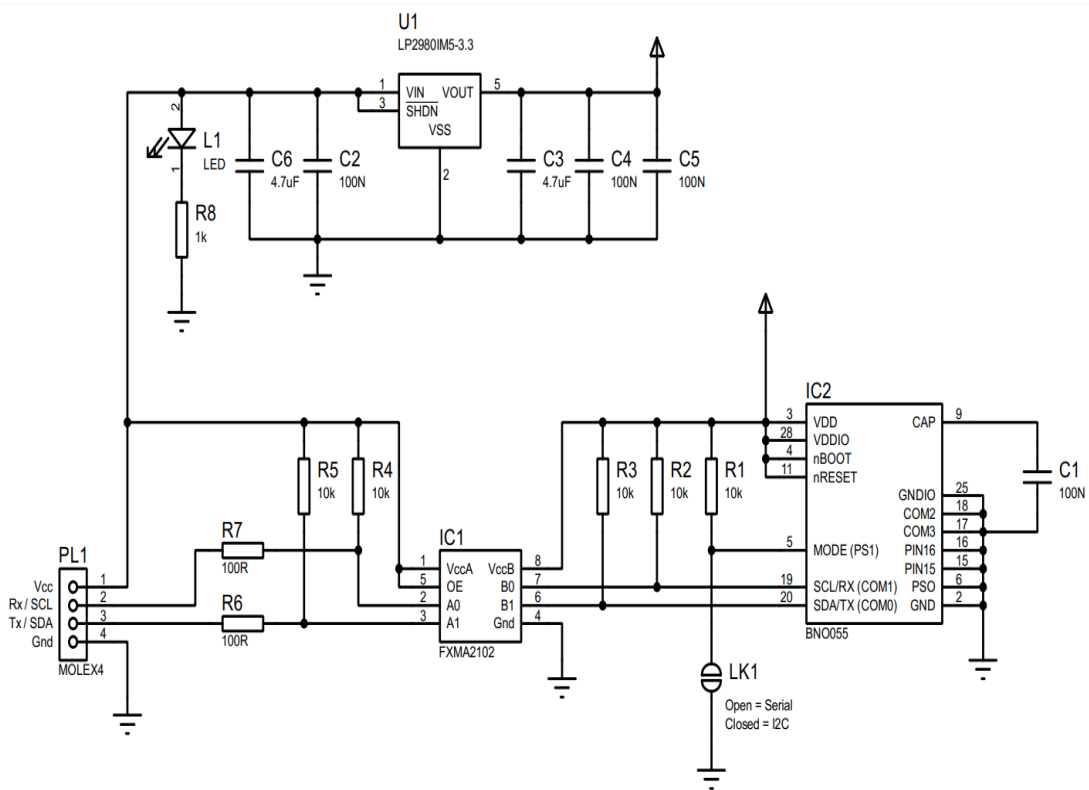 U1
LP2980IM5-3.3
1 VIN VOUT 5
3 SHDN
VSS
2
2
L1
LED
1
C6
4.7uF
C2
100N
C3
4.7uF
C4
100N
C5
100N
R8
1k
IC2
3 VDD CAP 9
28 VDDIO
4 nBOOT
11 nRESET
C1
100N
GNDIO 25
COM2 18
COM3 17
5 MODE (PS1) PIN16 16
PIN15 15
19 SCL/RX (COM1) PSO 6
20 SDA/TX (COM0) GND 2
BNO055
R5
10k
R4
10k
R3
10k
R2
10k
R1
10k
R7
100R
IC1
1 VccA VccB 8
5 OE B0 7
2 A0 B1 6
3 A1 Gnd 4
FXMA2102
PL1
Vcc 1
Rx / SCL 2
Tx / SDA 3
Gnd 4
MOLEX4
R6
100R
LK1
Open = Serial
Closed = I2C